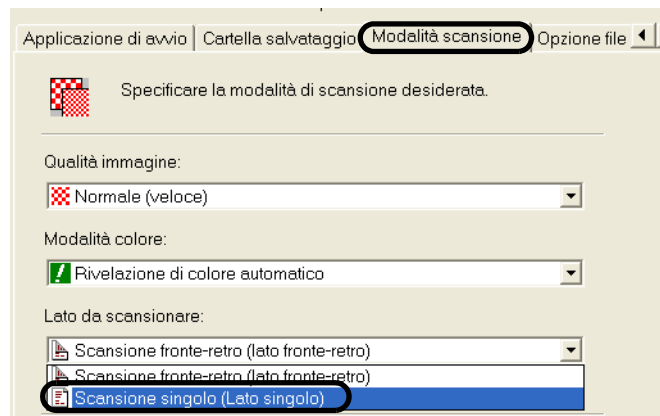 Applicazione di avvio Cartella salvataggio Modalità scansione Opzione file
Specificare la modalità di scansione desiderata.
Qualità immagine:
Normale (veloce)
Modalità colore:
Rivelazione di colore automatico
Lato da scansionare:
Scansione fronte-retro (lato fronte-retro)
Scansione fronte-retro (lato fronte-retro)
Scansione singolo (Lato singolo)